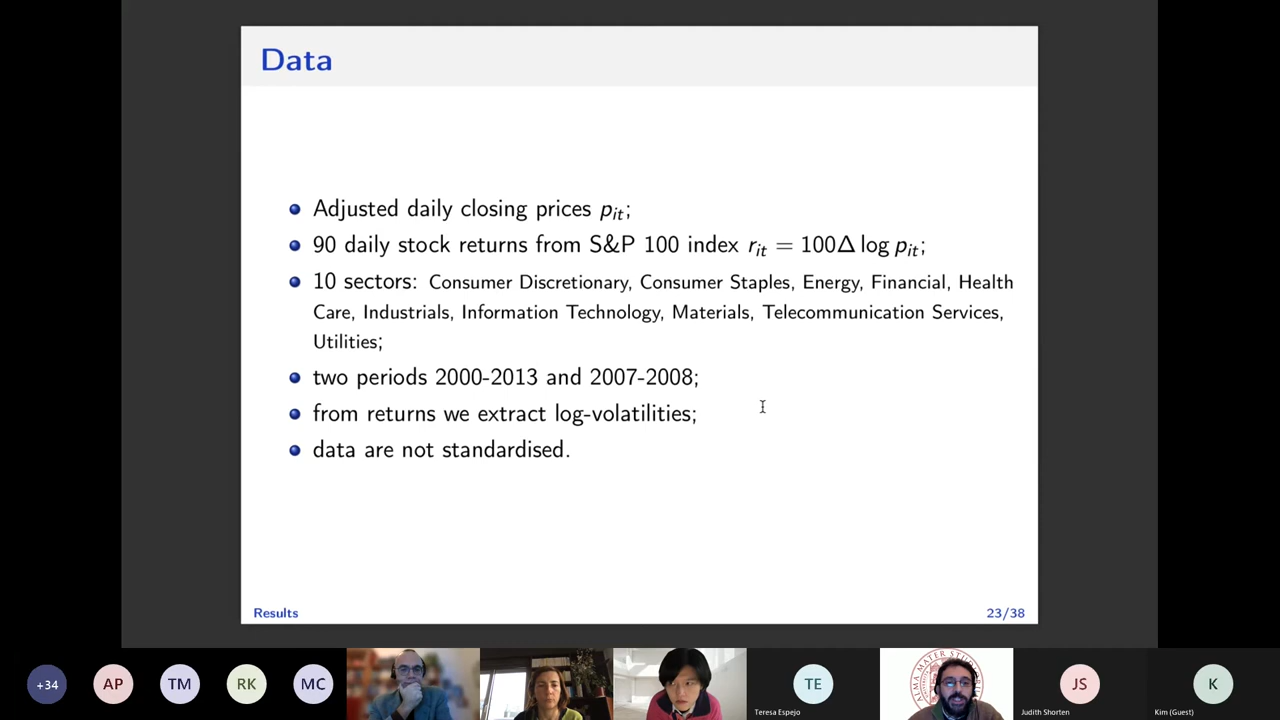 Data
Adjusted daily closing prices p_it;
90 daily stock returns from S&P 100 index r_it = 100Δ log p_it;
10 sectors: Consumer Discretionary, Consumer Staples, Energy, Financial, Health
Care, Industrials, Information Technology, Materials, Telecommunication Services,
Utilities;
two periods 2000-2013 and 2007-2008;
from returns we extract log-volatilities;
data are not standardised.
Results
23/38
+34
AP
TM
RK
MC
TE
Teresa Espejo
ALMA MATER STUDIORUM
JS
Judith Shorten
K
Kim (Guest)